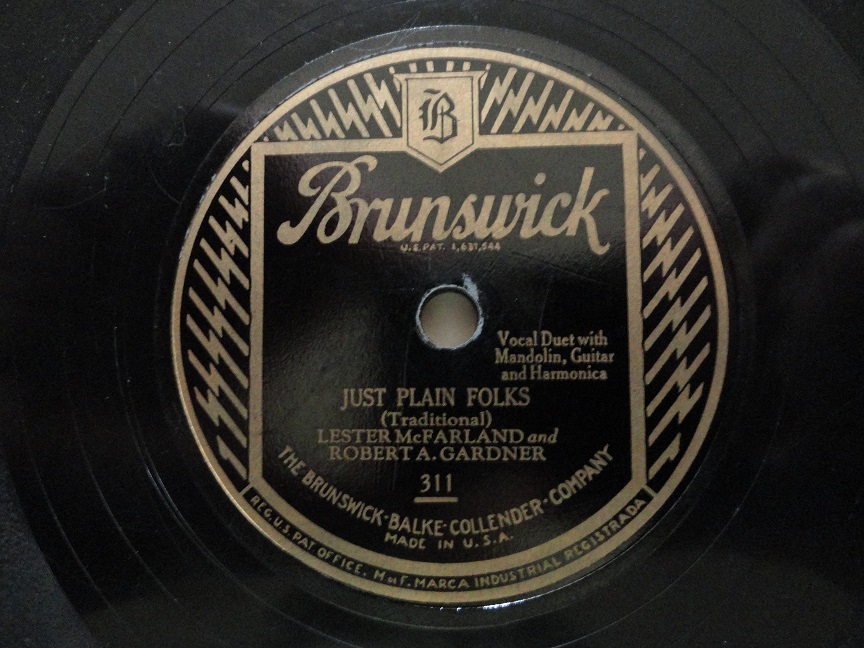 B
Brunswick
U.S. PAT. 1,637,544
Vocal Duet with
Mandolin, Guitar
and Harmonica
JUST PLAIN FOLKS
(Traditional)
LESTER McFARLAND and
ROBERT A. GARDNER
311
THE BRUNSWICK-BALKE-COLLENDER-COMPANY
MADE IN U.S.A.
REG. U.S. PAT OFFICE. M DE F. MARCA INDUSTRIAL REGISTRADA